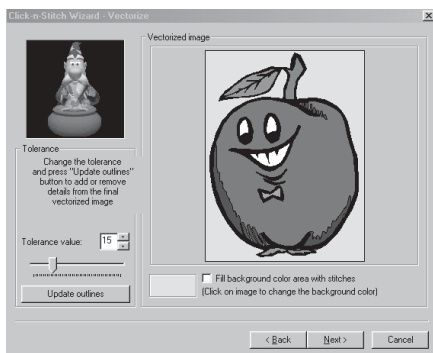 Click-n-Stitch Wizard - Vectorize
Vectorized image
Tolerance
Change the tolerance
and press "Update outlines"
button to add or remove
details from the final
vectorized image
Tolerance value: 15
Update outlines
Fill background color area with stitches
(Click on image to change the background color)
< Back Next > Cancel